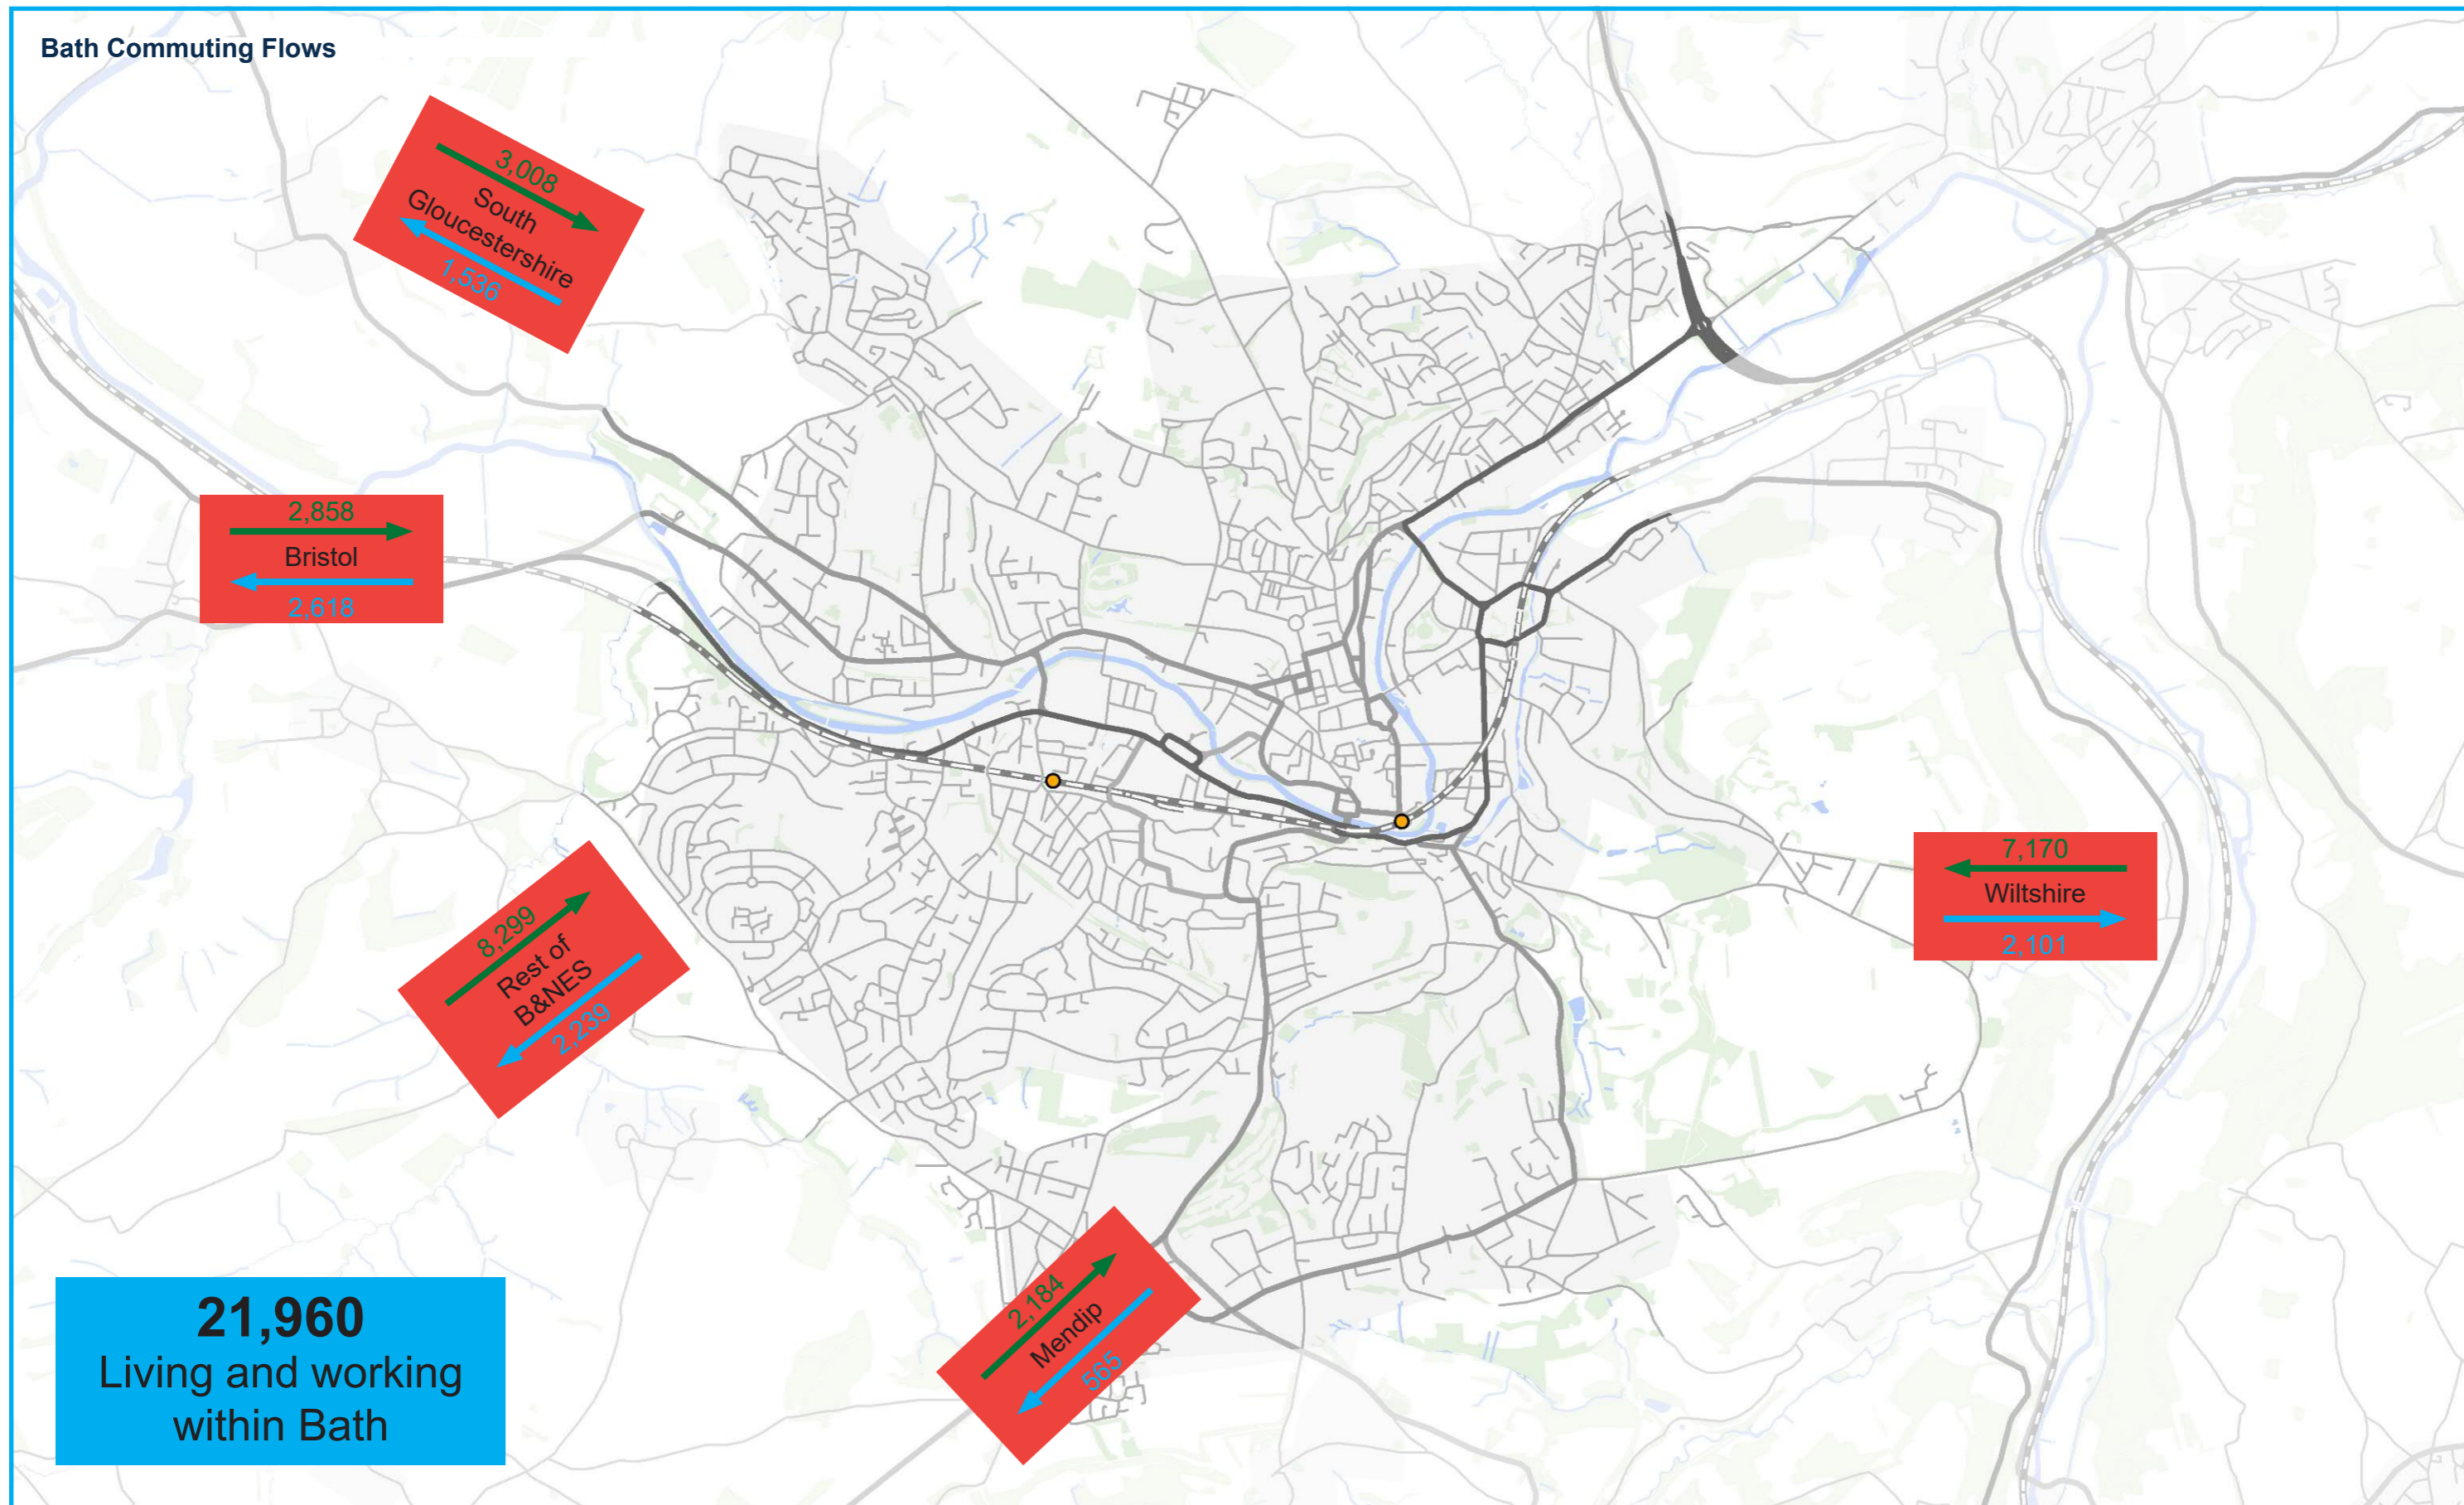 Bath Commuting Flows
3,008
South
Gloucestershire
1,536
2,858
Bristol
2,618
8,299
Rest of
B&NES
2,239
7,170
Wiltshire
2,101
2,184
Mendip
565
21,960
Living and working
within Bath